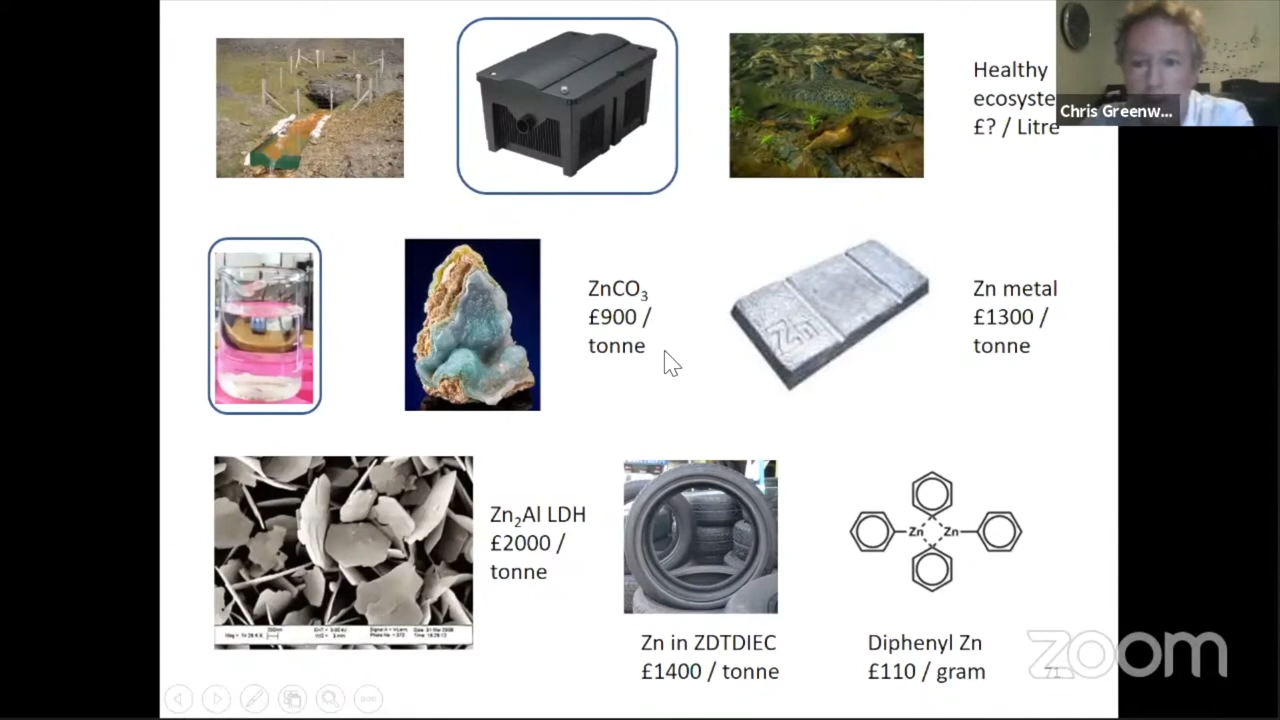 Healthy
ecosyste
£? / Litre
Chris Greenw...
ZnCO3
£900 /
tonne
Zn
Zn metal
£1300 /
tonne
Zn2Al LDH
£2000 /
tonne
Zn in ZDTDIEC
£1400 / tonne
Zn
Zn
Diphenyl Zn
£110 / gram
zoom